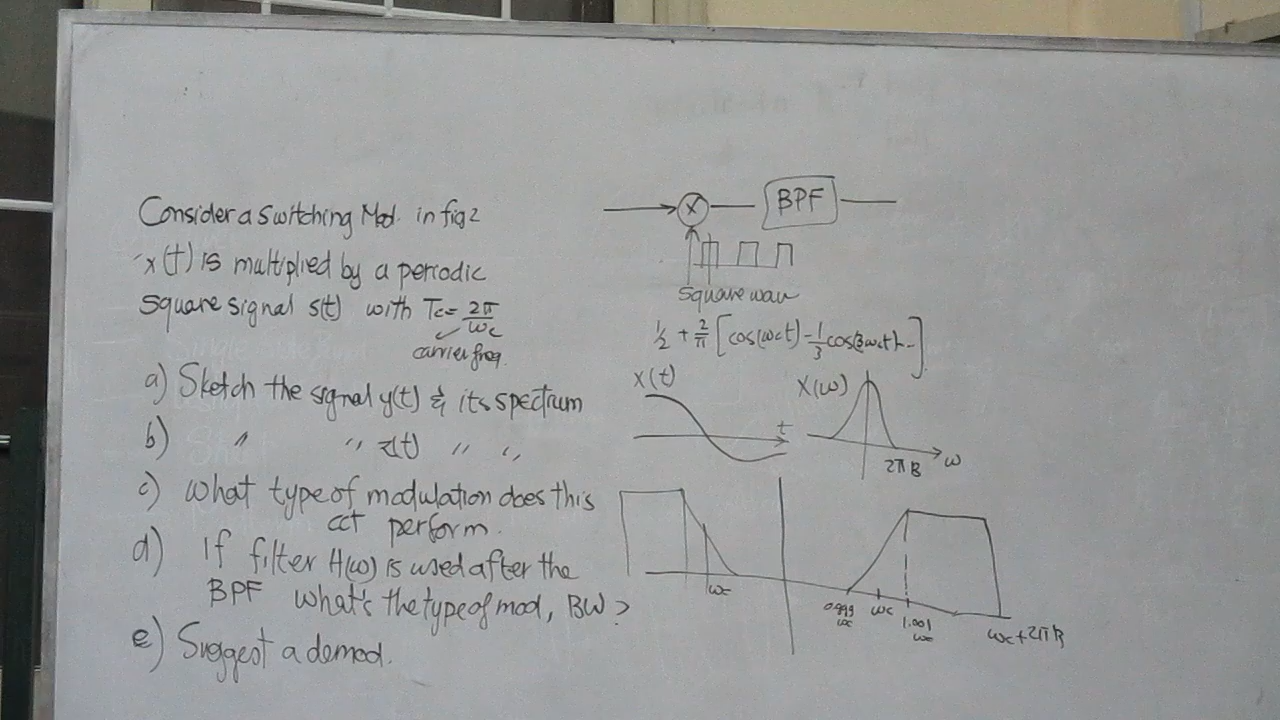 Consider a Switching Mod. in fig 2
x(t) is multiplied by a periodic
square signal s(t) with Tc = 2π/ωc
carrier freq.
a) Sketch the signal y(t) & its spectrum
b) " " z(t) " "
c) What type of modulation does this
cct perform.
d) If filter H(ω) is used after the
BPF what's the type of mod, BW?
e) Suggest a demod.
X
BPF
square wave
1/2 + 2/π [cos(ωct) - 1/3 cos(3ωct) - - ]
X(t)
t
X(ω)
2πB
ω
ωc
0.999
ωc
ωc
1.001
ωc
ωc+2πB